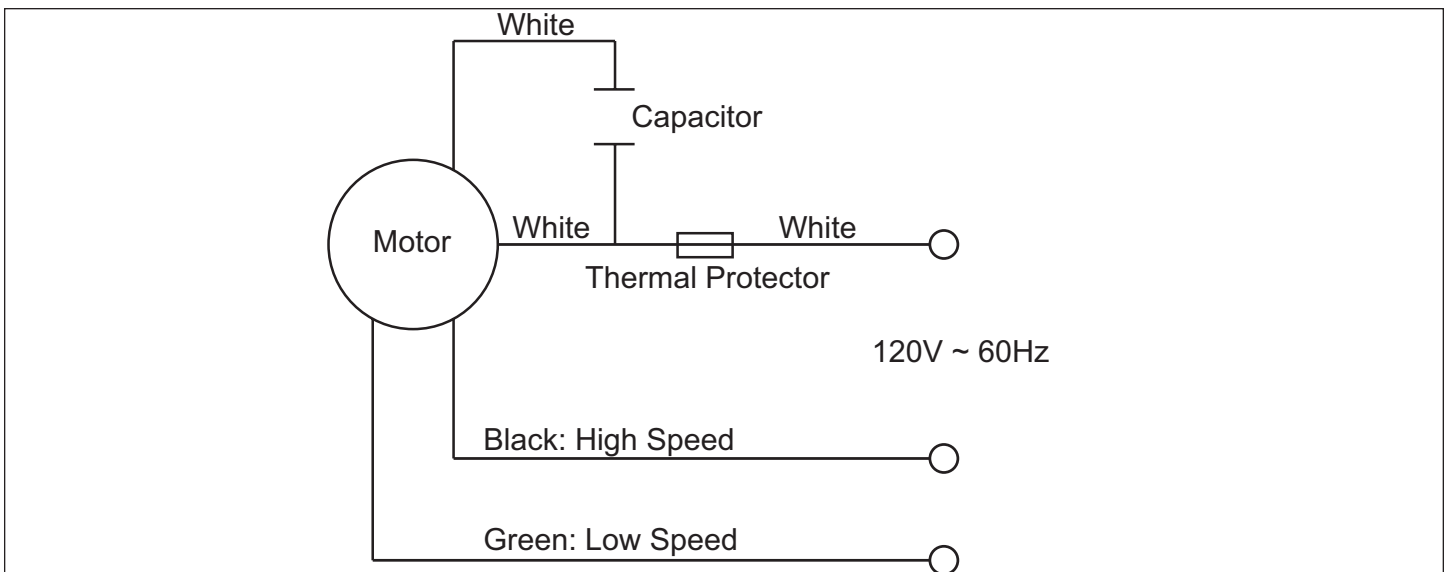 White
Capacitor
Motor
White
White
Thermal Protector
120V ~ 60Hz
Black: High Speed
Green: Low Speed